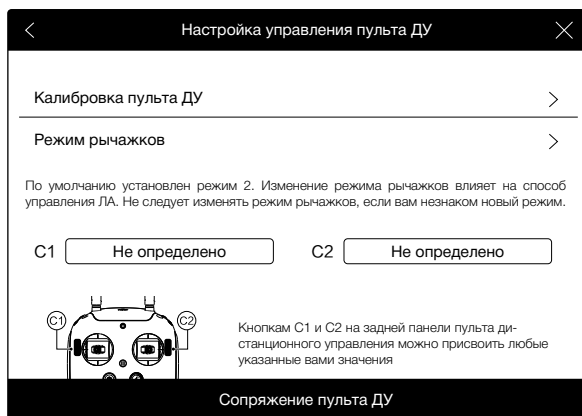 Настройка управления пульта ДУ
Калибровка пульта ДУ
Режим рычажков
По умолчанию установлен режим 2. Изменение режима рычажков влияет на способ
управления ЛА. Не следует изменять режим рычажков, если вам незнаком новый режим.
C1 Не определено C2 Не определено
C1 C2
Кнопкам C1 и C2 на задней панели пульта ди-
станционного управления можно присвоить любые
указанные вами значения
Сопряжение пульта ДУ